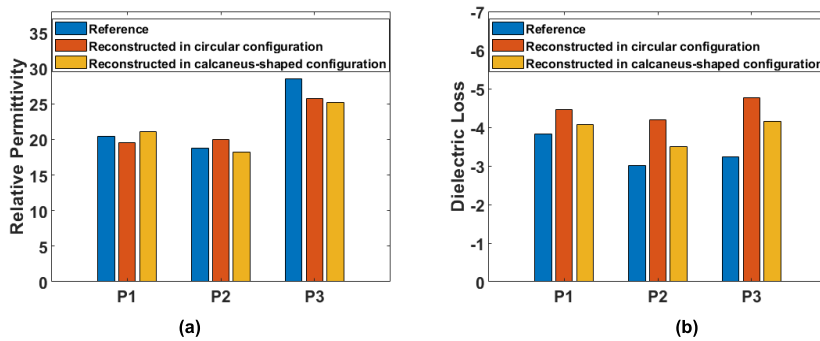 Relative Permittivity
35
30
25
20
15
10
5
0
Reference
Reconstructed in circular configuration
Reconstructed in calcaneus-shaped configuration
P1 P2 P3
(a)
Dielectric Loss
-7
-6
-5
-4
-3
-2
-1
0
Reference
Reconstructed in circular configuration
Reconstructed in calcaneus-shaped configuration
P1 P2 P3
(b)